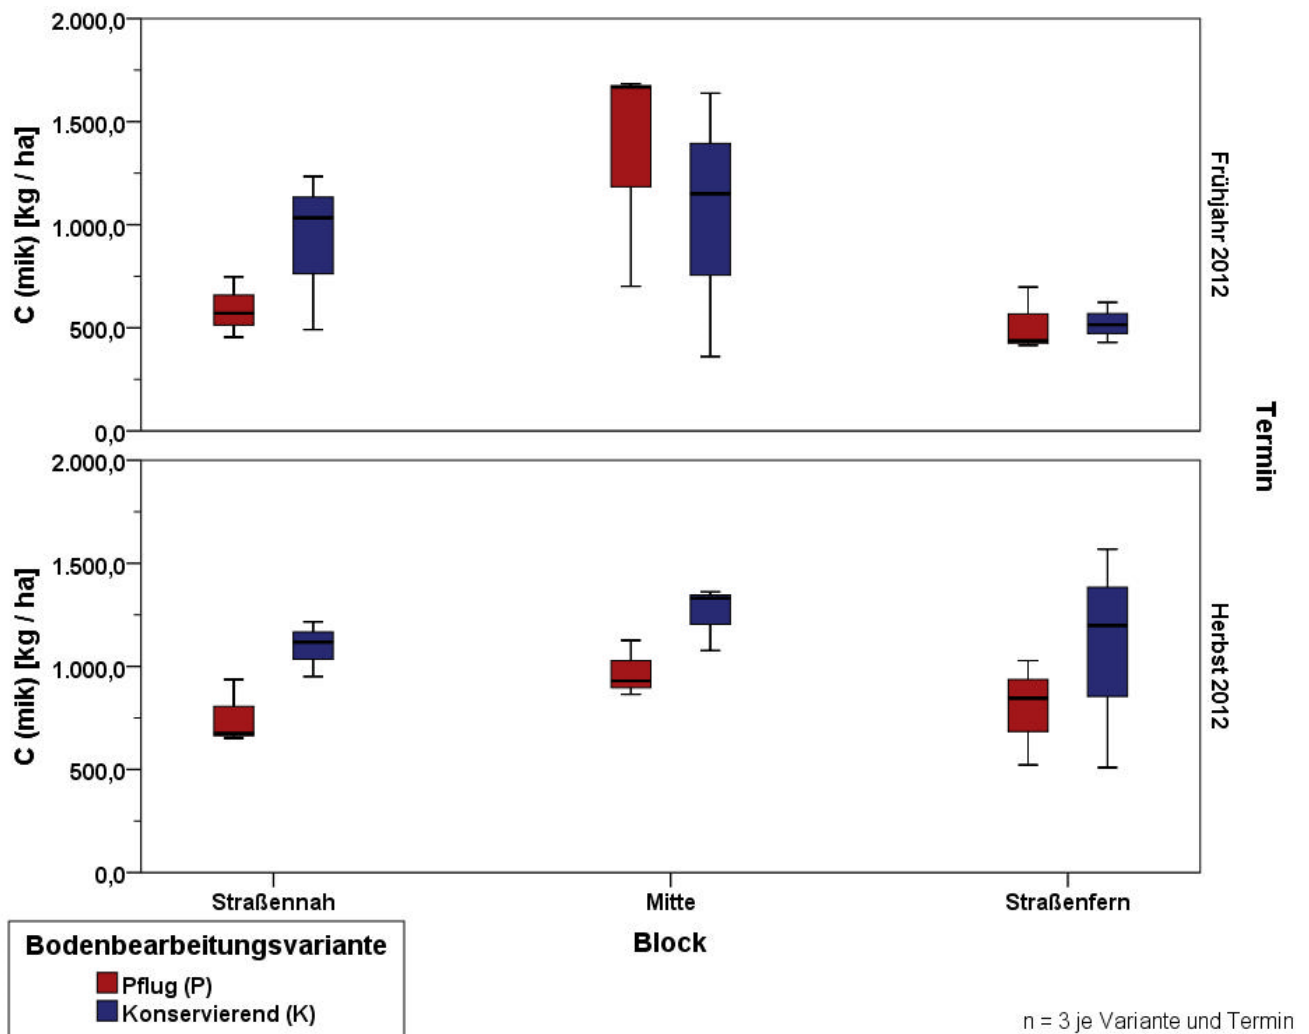 2.000,0
1.500,0
1.000,0
500,0
0,0
C (mik) [kg / ha]
Frühjahr 2012
Termin
2.000,0
1.500,0
1.000,0
500,0
0,0
C (mik) [kg / ha]
Herbst 2012
Straßennah
Mitte
Straßenfern
Block
Bodenbearbeitungsvariante
Pflug (P)
Konservierend (K)
n = 3 je Variante und Termin